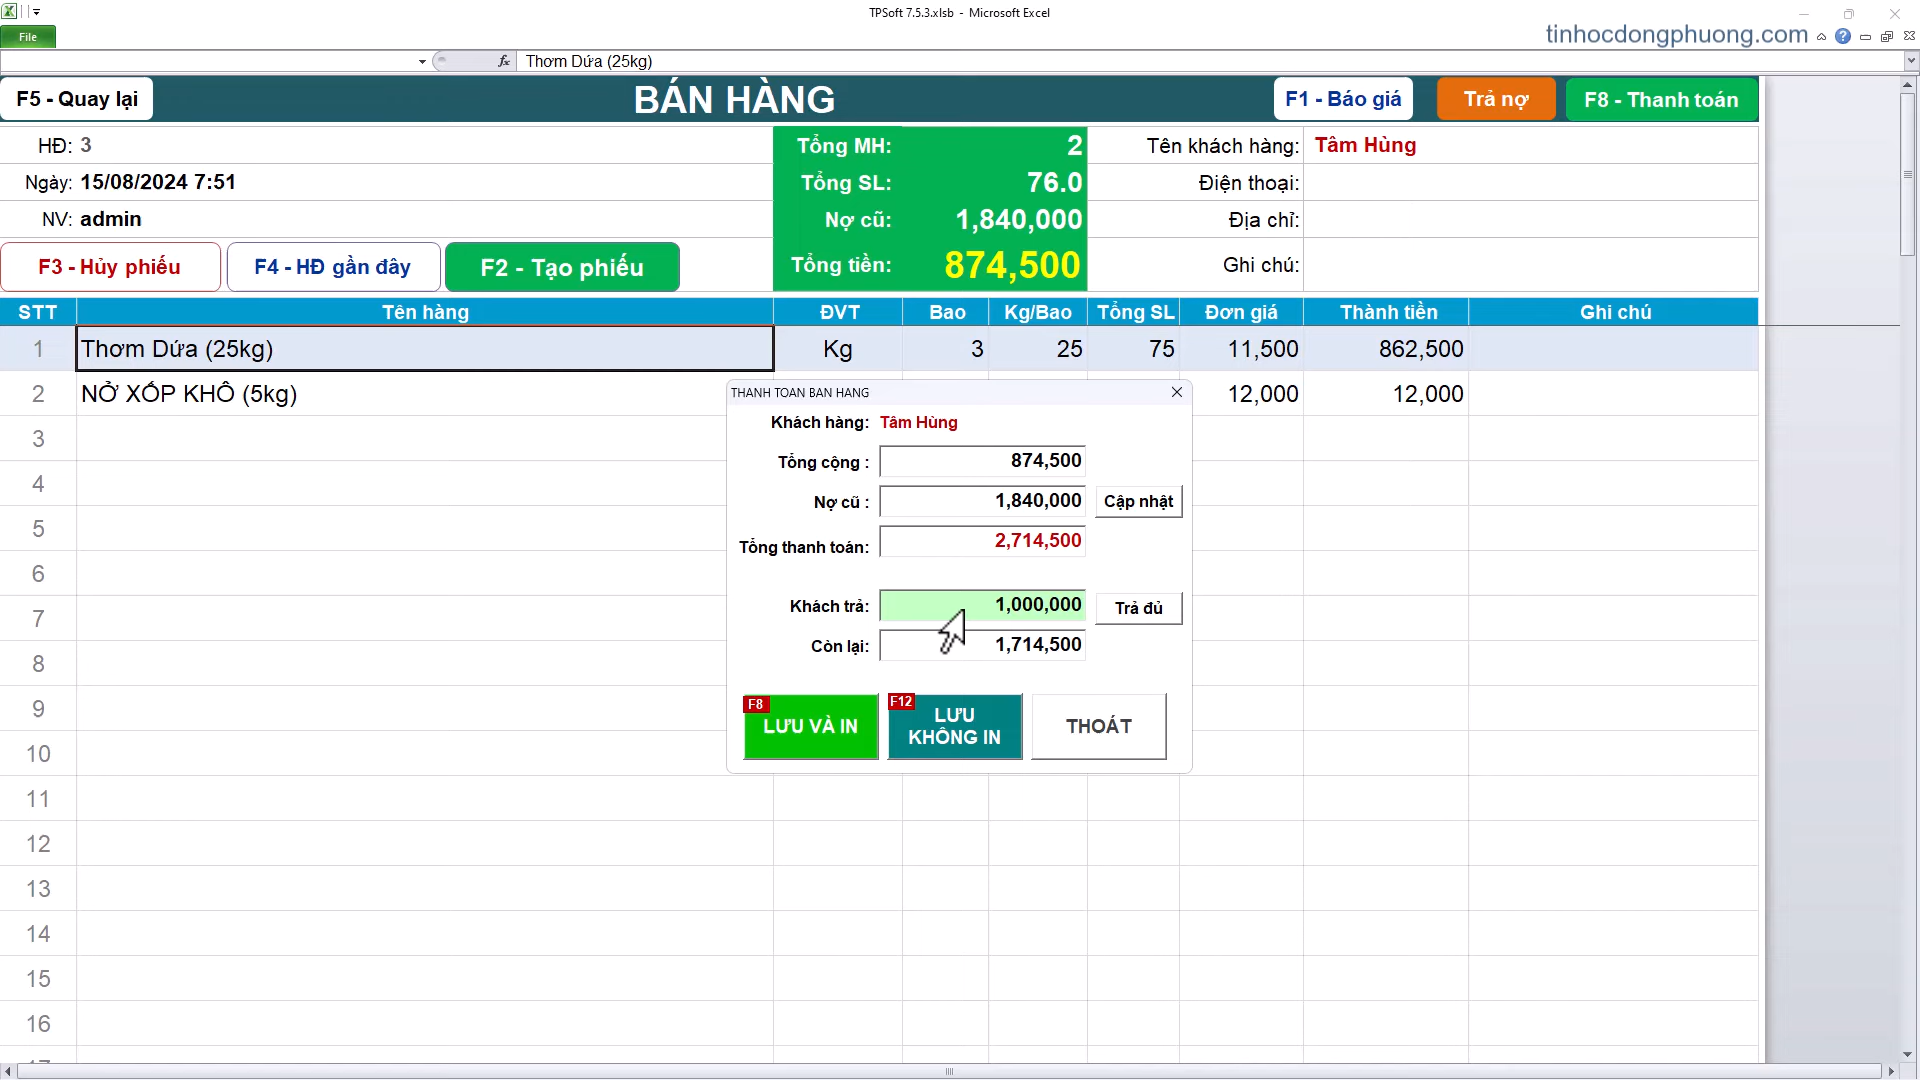 TPSoft 7.5.3.xlsb - Microsoft Excel
File
tinhocdongphuong.com
fx Thơm Dứa (25kg)
F5 - Quay lại
BÁN HÀNG
F1 - Báo giá
Trả nợ
F8 - Thanh toán
HĐ: 3
Ngày: 15/08/2024 7:51
NV: admin
Tổng MH: 2
Tổng SL: 76.0
Nợ cũ: 1,840,000
Tổng tiền: 874,500
Tên khách hàng: Tâm Hùng
Điện thoại:
Địa chỉ:
Ghi chú:
F3 - Hủy phiếu
F4 - HĐ gần đây
F2 - Tạo phiếu
STT Tên hàng ĐVT Bao Kg/Bao Tổng SL Đơn giá Thành tiền Ghi chú
1 Thơm Dứa (25kg) Kg 3 25 75 11,500 862,500
2 NỞ XỐP KHÔ (5kg) 12,000 12,000
3
4
5
6
7
8
9
10
11
12
13
14
15
16
17
THANH TOAN BAN HANG
Khách hàng: Tâm Hùng
Tổng cộng : 874,500
Nợ cũ : 1,840,000 Cập nhật
Tổng thanh toán: 2,714,500
Khách trả: 1,000,000 Trả đủ
Còn lại: 1,714,500
F8
LƯU VÀ IN
F12
LƯU
KHÔNG IN
THOÁT